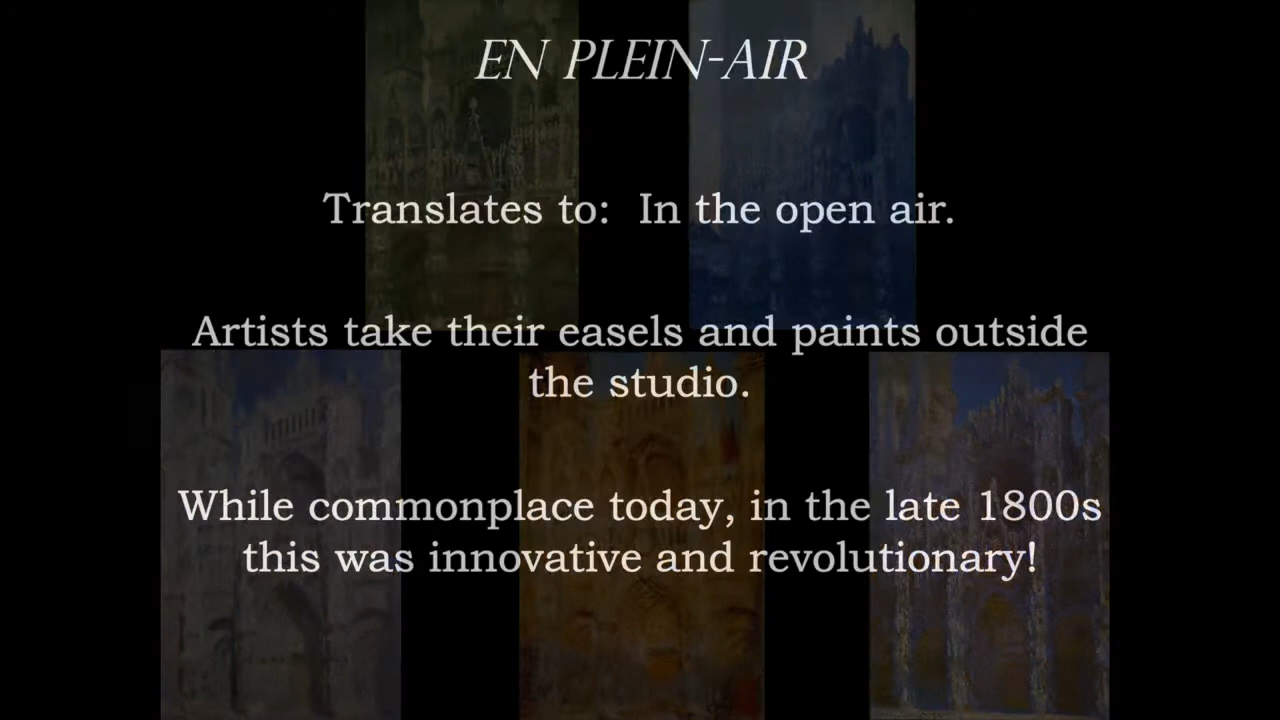 EN PLEIN-AIR
Translates to:  In the open air.
Artists take their easels and paints outside
the studio.
While commonplace today, in the late 1800s
this was innovative and revolutionary!